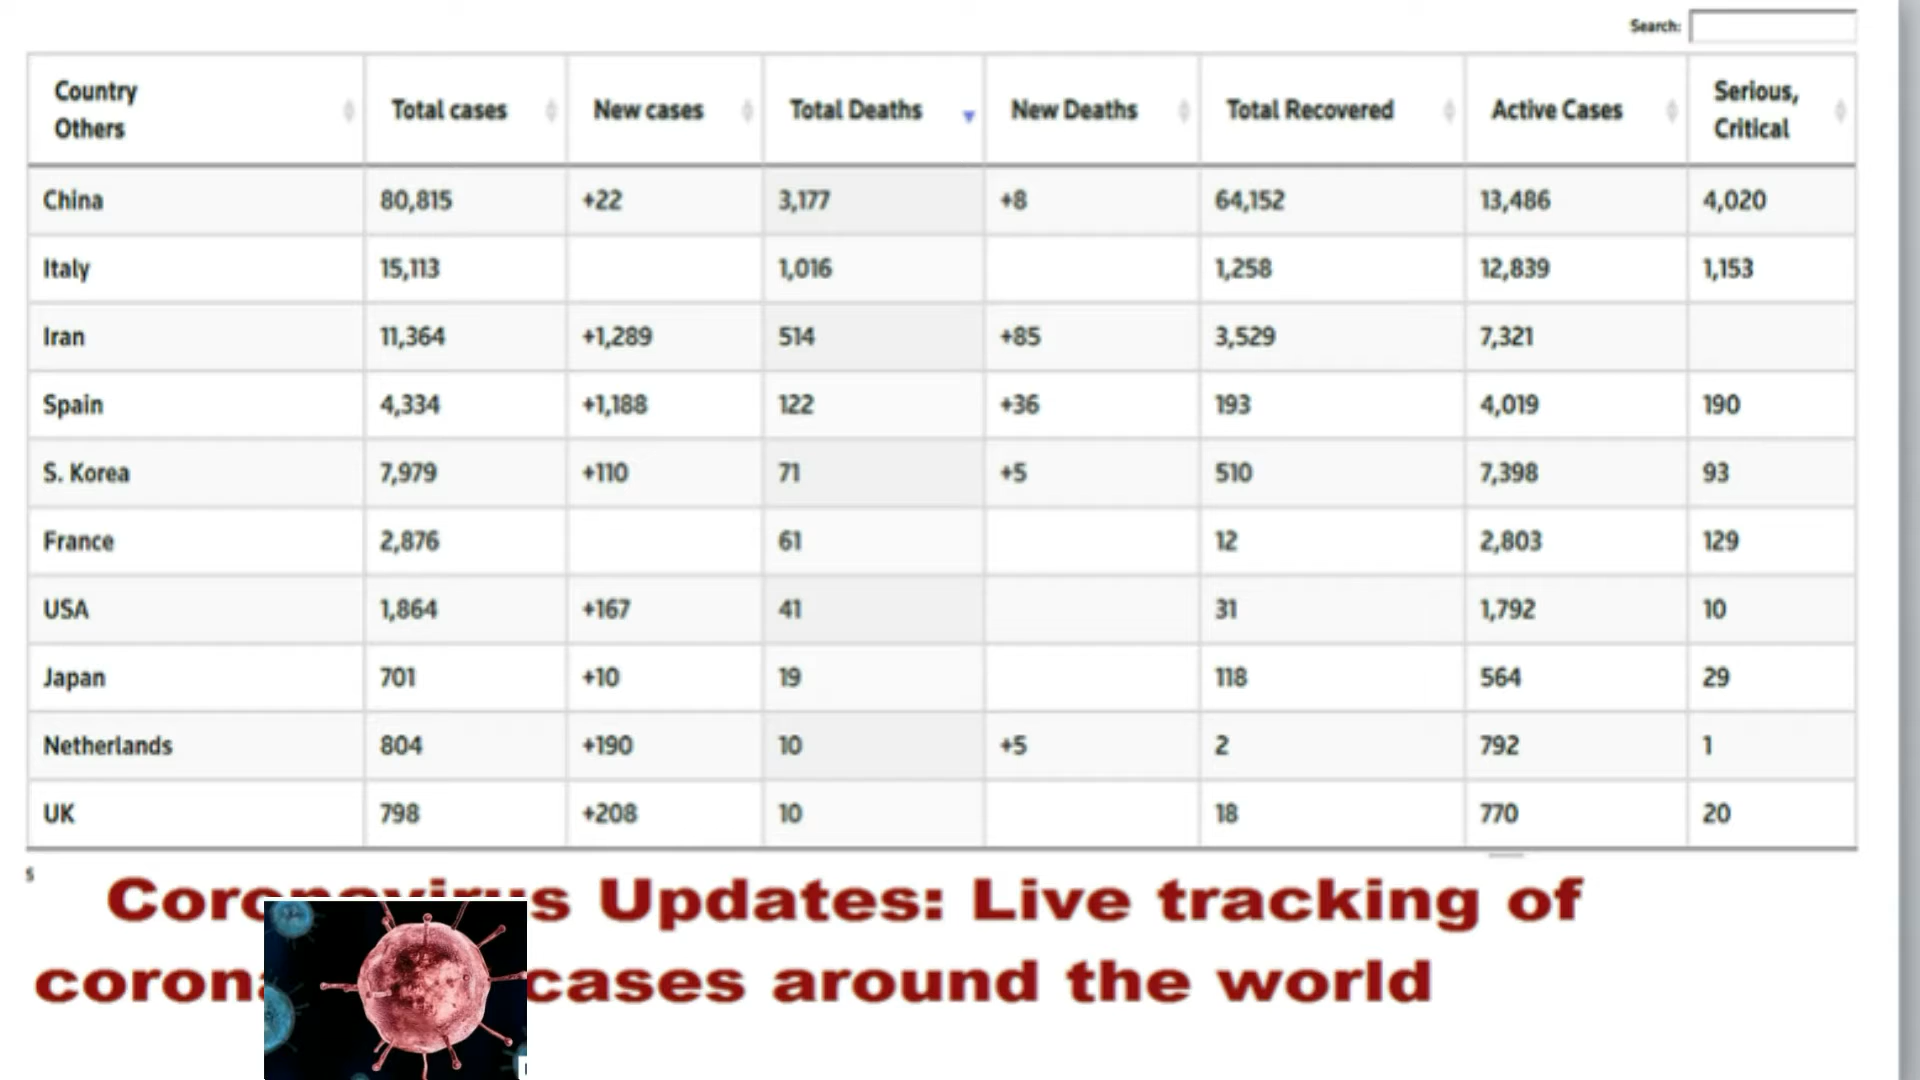 Search:
Country Others Total cases New cases Total Deaths New Deaths Total Recovered Active Cases Serious, Critical
China 80,815 +22 3,177 +8 64,152 13,486 4,020
Italy 15,113 1,016 1,258 12,839 1,153
Iran 11,364 +1,289 514 +85 3,529 7,321
Spain 4,334 +1,188 122 +36 193 4,019 190
S. Korea 7,979 +110 71 +5 510 7,398 93
France 2,876 61 12 2,803 129
USA 1,864 +167 41 31 1,792 10
Japan 701 +10 19 118 564 29
Netherlands 804 +190 10 +5 2 792 1
UK 798 +208 10 18 770 20
Coronavirus Updates: Live tracking of
cases around the world